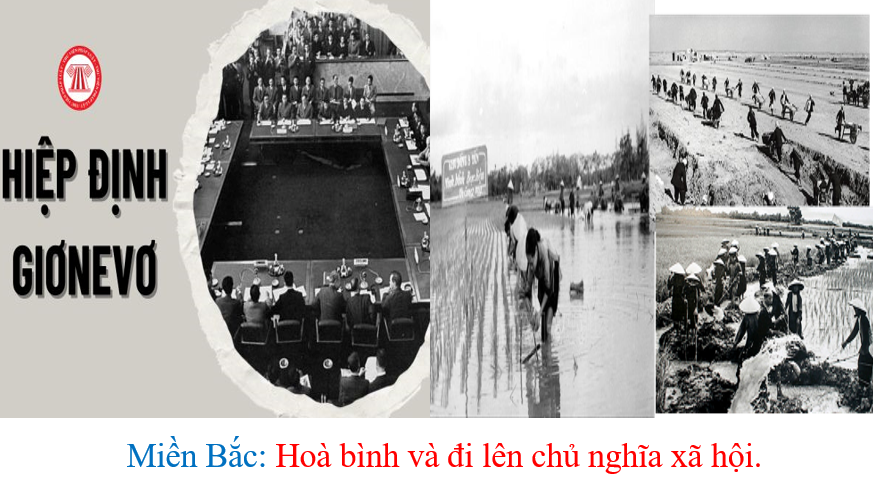 HIỆP ĐỊNH
GIƠNEVƠ
Miền Bắc: Hoà bình và đi lên chủ nghĩa xã hội.